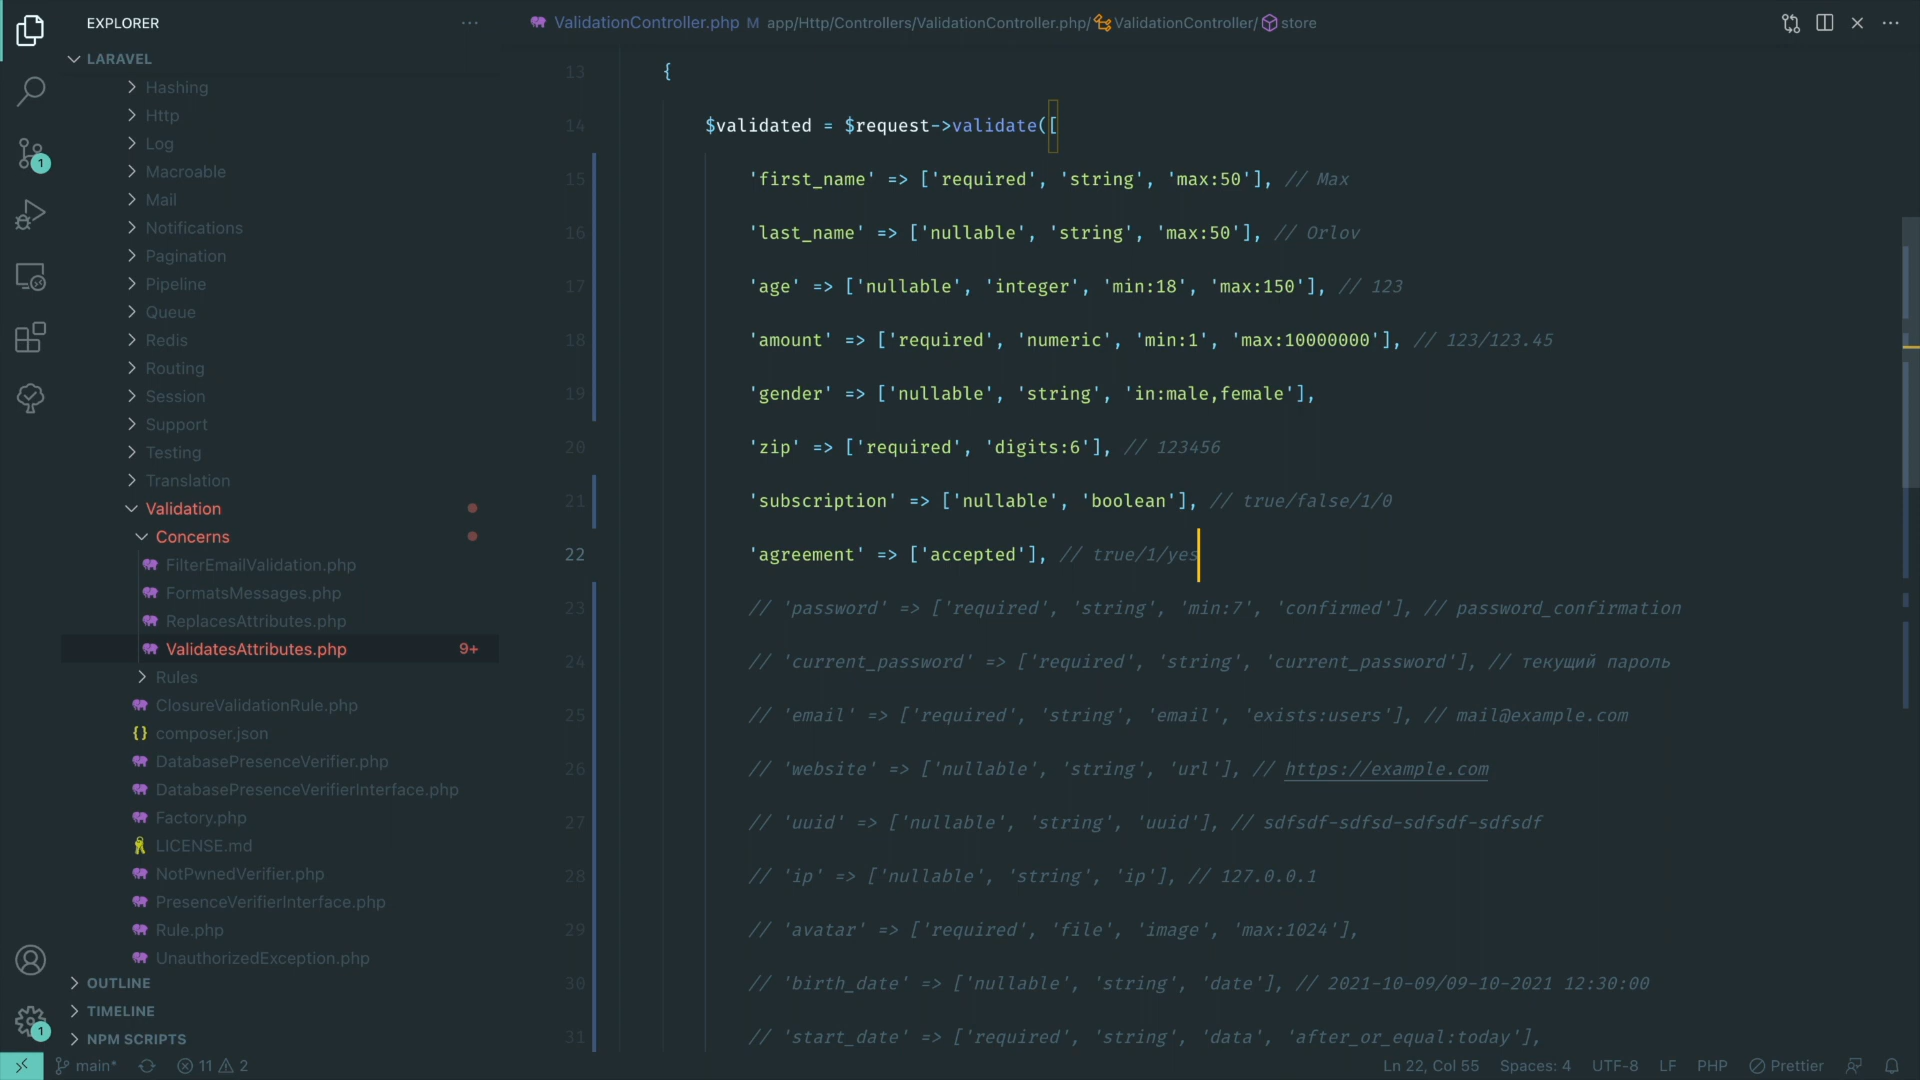 EXPLORER
LARAVEL
Hashing
Http
Log
Macroable
Mail
Notifications
Pagination
Pipeline
Queue
Redis
Routing
Session
Support
Testing
Translation
Validation
Concerns
FilterEmailValidation.php
FormatsMessages.php
ReplacesAttributes.php
ValidatesAttributes.php 9+
Rules
ClosureValidationRule.php
{} composer.json
DatabasePresenceVerifier.php
DatabasePresenceVerifierInterface.php
Factory.php
LICENSE.md
NotPwnedVerifier.php
PresenceVerifierInterface.php
Rule.php
UnauthorizedException.php
OUTLINE
TIMELINE
NPM SCRIPTS
1
1
ValidationController.php M app/Http/Controllers/ValidationController.php/ ValidationController/ store
13 {
14 $validated = $request->validate([
15 'first_name' => ['required', 'string', 'max:50'], // Max
16 'last_name' => ['nullable', 'string', 'max:50'], // Orlov
17 'age' => ['nullable', 'integer', 'min:18', 'max:150'], // 123
18 'amount' => ['required', 'numeric', 'min:1', 'max:10000000'], // 123/123.45
19 'gender' => ['nullable', 'string', 'in:male,female'],
20 'zip' => ['required', 'digits:6'], // 123456
21 'subscription' => ['nullable', 'boolean'], // true/false/1/0
22 'agreement' => ['accepted'], // true/1/yes
23 // 'password' => ['required', 'string', 'min:7', 'confirmed'], // password_confirmation
24 // 'current_password' => ['required', 'string', 'current_password'], // текущий пароль
25 // 'email' => ['required', 'string', 'email', 'exists:users'], // mail@example.com
26 // 'website' => ['nullable', 'string', 'url'], // https://example.com
27 // 'uuid' => ['nullable', 'string', 'uuid'], // sdfsdf-sdfsd-sdfsdf-sdfsdf
28 // 'ip' => ['nullable', 'string', 'ip'], // 127.0.0.1
29 // 'avatar' => ['required', 'file', 'image', 'max:1024'],
30 // 'birth_date' => ['nullable', 'string', 'date'], // 2021-10-09/09-10-2021 12:30:00
31 // 'start_date' => ['required', 'string', 'data', 'after_or_equal:today'],
main* 11 2 Ln 22, Col 55 Spaces: 4 UTF-8 LF PHP Prettier